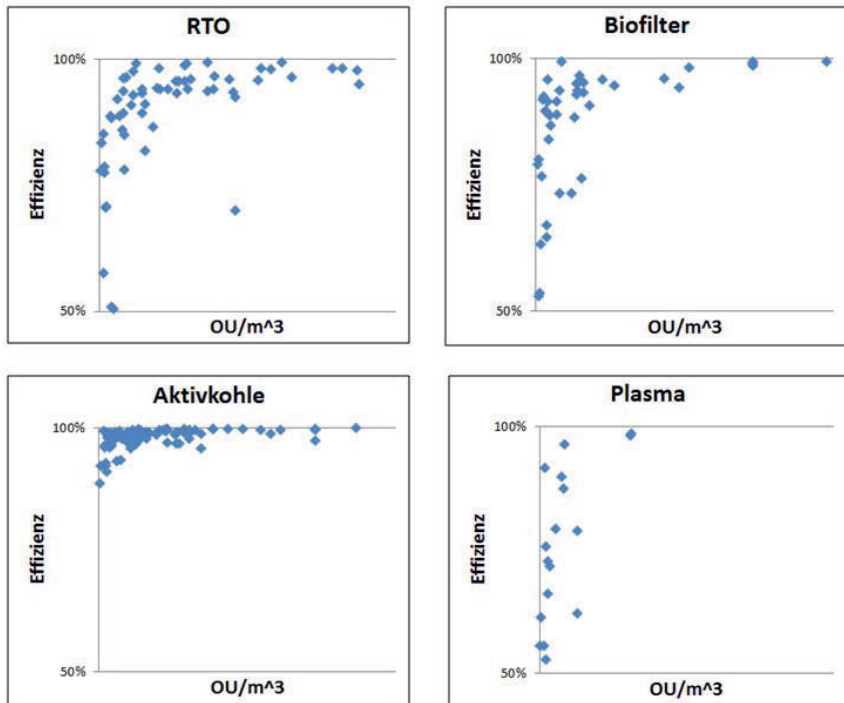 RTO
100%
Effizienz
50%
OU/m^3
Biofilter
100%
Effizienz
50%
OU/m^3
Aktivkohle
100%
Effizienz
50%
OU/m^3
Plasma
100%
Effizienz
50%
OU/m^3